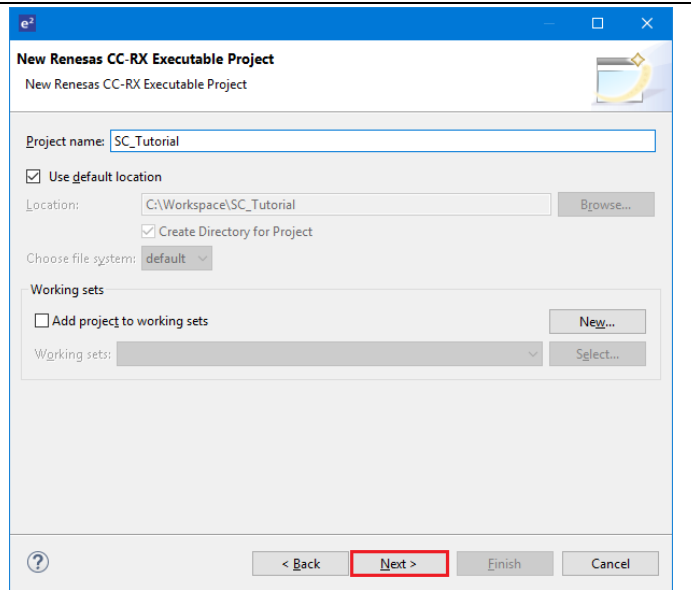 e²
New Renesas CC-RX Executable Project
New Renesas CC-RX Executable Project
Project name: SC_Tutorial
Use default location
Location: C:\Workspace\SC_Tutorial Browse...
Create Directory for Project
Choose file system: default
Working sets
Add project to working sets New...
Working sets: Select...
? < Back Next > Finish Cancel